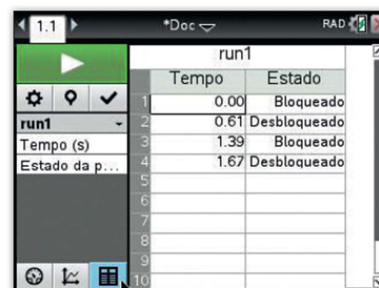 1.1
*Doc
RAD
run1
Tempo Estado
1 0.00 Bloqueado
run1
2 0.61 Desbloqueado
Tempo (s)
3 1.39 Bloqueado
Estado da p...
4 1.67 Desbloqueado
5
6
7
8
9
10